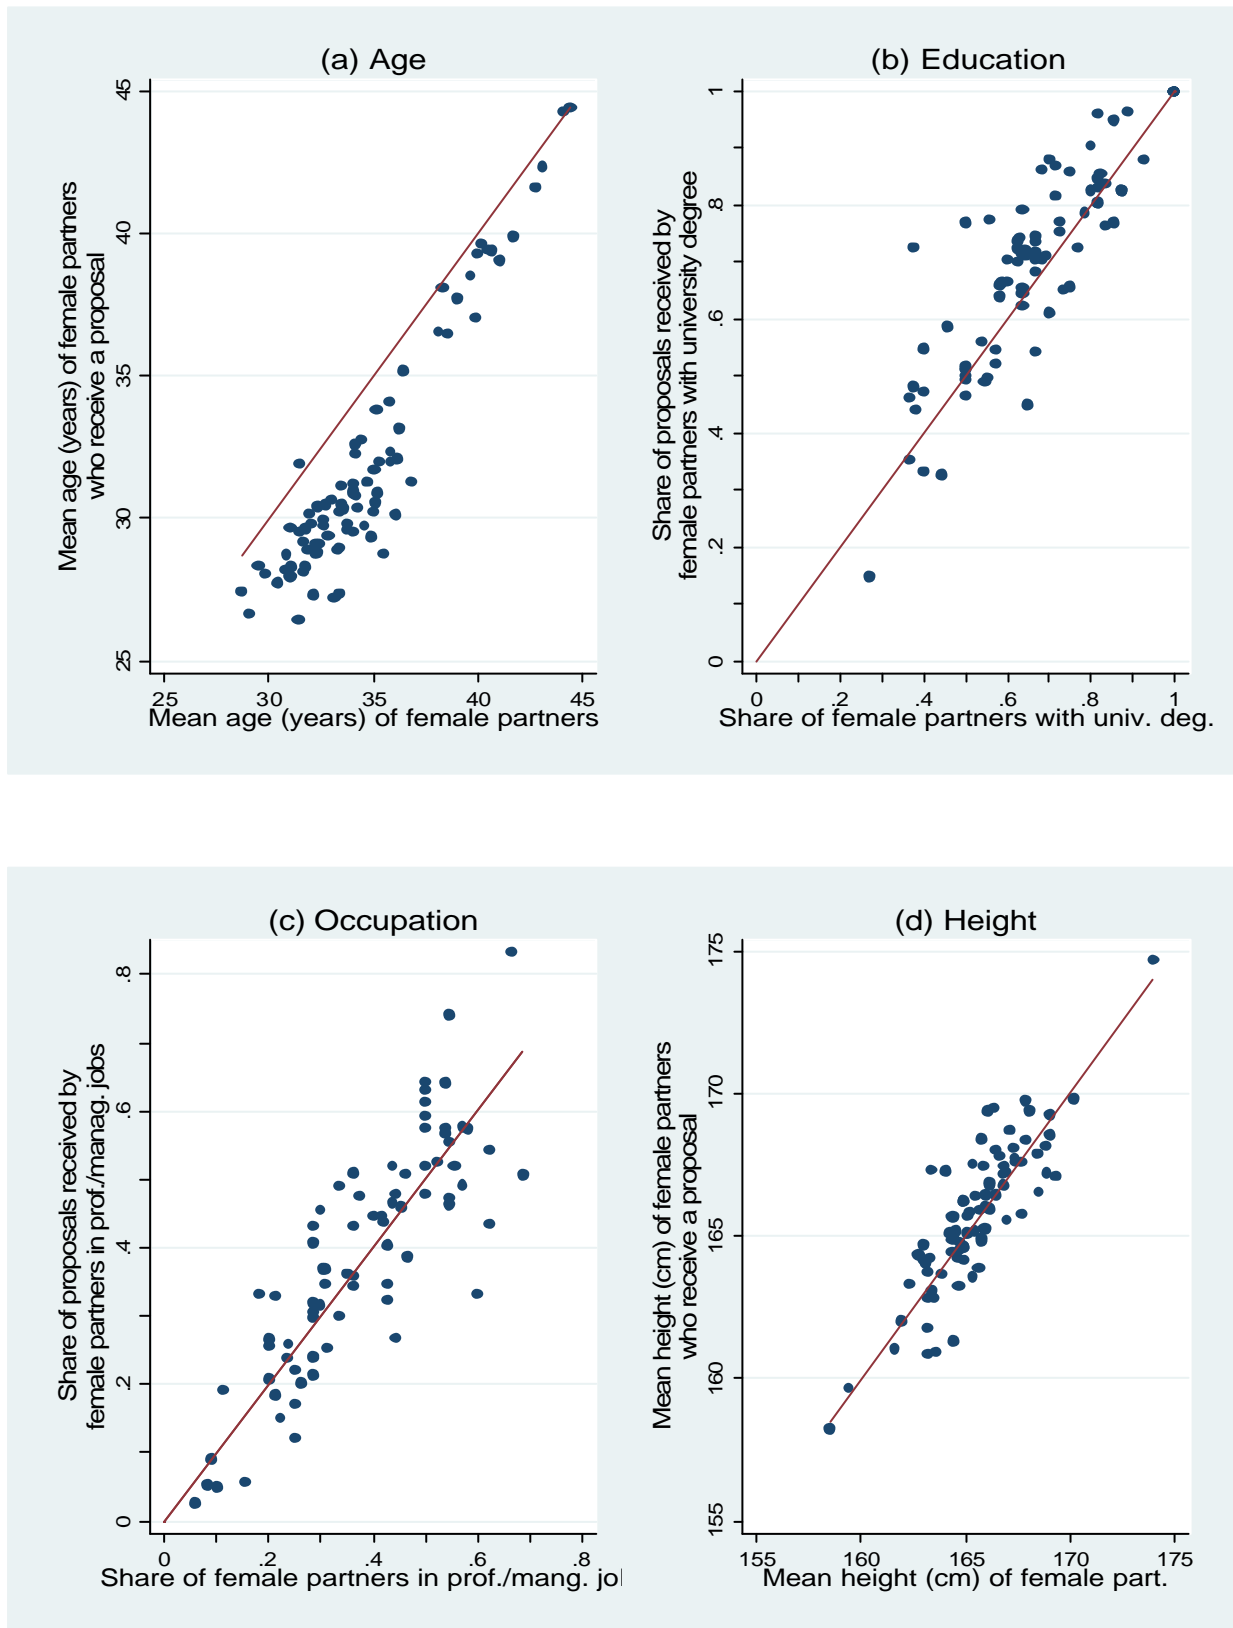 (a) Age
Mean age (years) of female partners
who receive a proposal
45
40
35
30
25
25 30 35 40 45
Mean age (years) of female partners
(b) Education
Share of proposals received by
female partners with university degree
1
.8
.6
.4
.2
0
0 .2 .4 .6 .8 1
Share of female partners with univ. deg.
(c) Occupation
Share of proposals received by
female partners in prof./manag. jobs
.8
.6
.4
.2
0
0 .2 .4 .6 .8
Share of female partners in prof./mang. jol
(d) Height
Mean height (cm) of female partners
who receive a proposal
175
170
165
160
155
155 160 165 170 175
Mean height (cm) of female part.